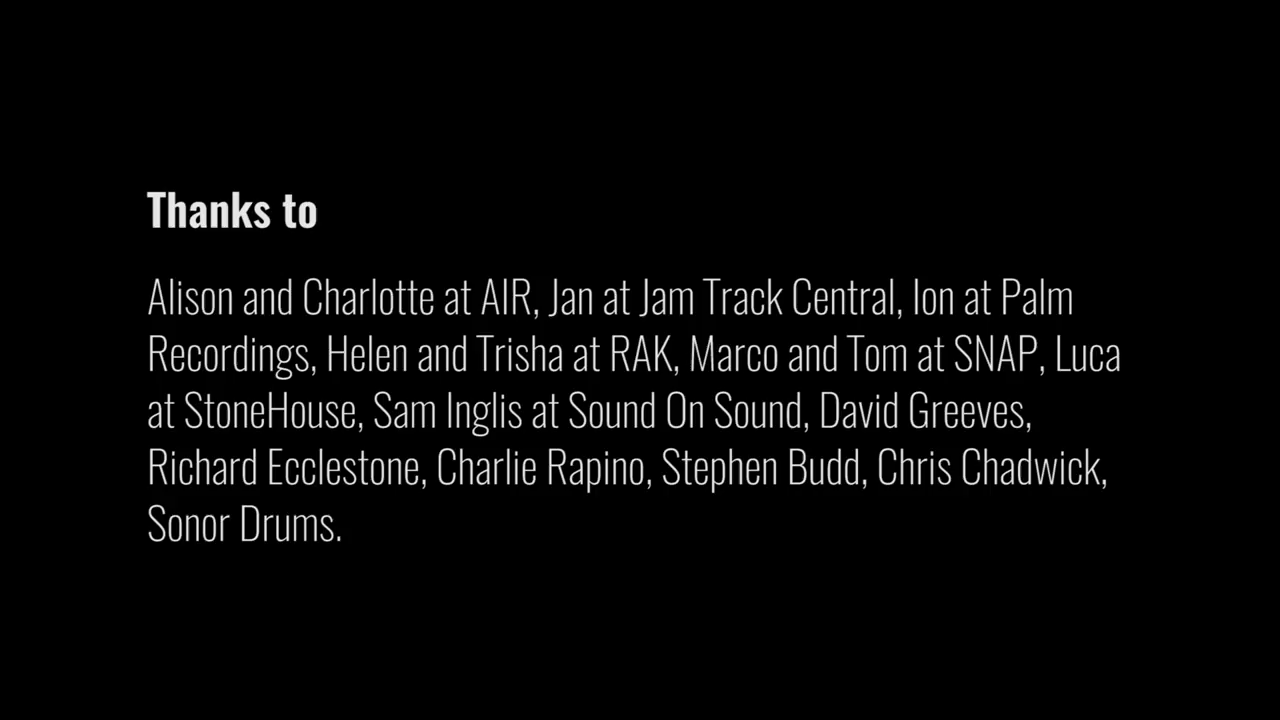 Thanks to
Alison and Charlotte at AIR, Jan at Jam Track Central, Ion at Palm
Recordings, Helen and Trisha at RAK, Marco and Tom at SNAP, Luca
at StoneHouse, Sam Inglis at Sound On Sound, David Greeves,
Richard Ecclestone, Charlie Rapino, Stephen Budd, Chris Chadwick,
Sonor Drums.